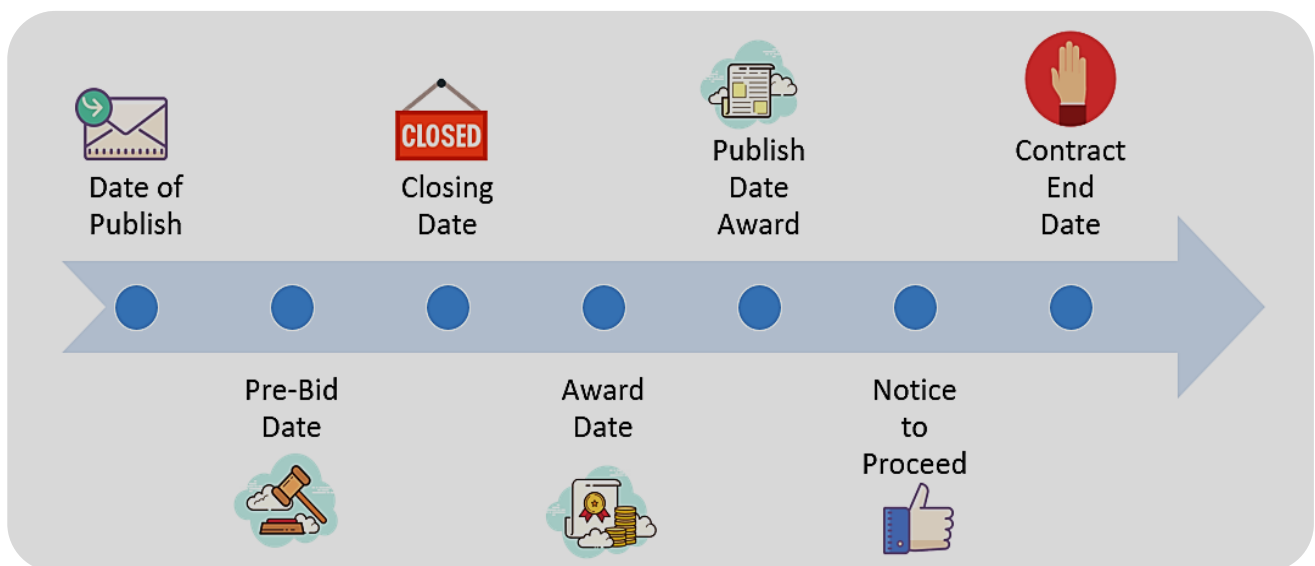 Date of
Publish
Pre-Bid
Date
CLOSED
Closing
Date
Award
Date
Publish
Date
Award
Notice
to
Proceed
Contract
End
Date